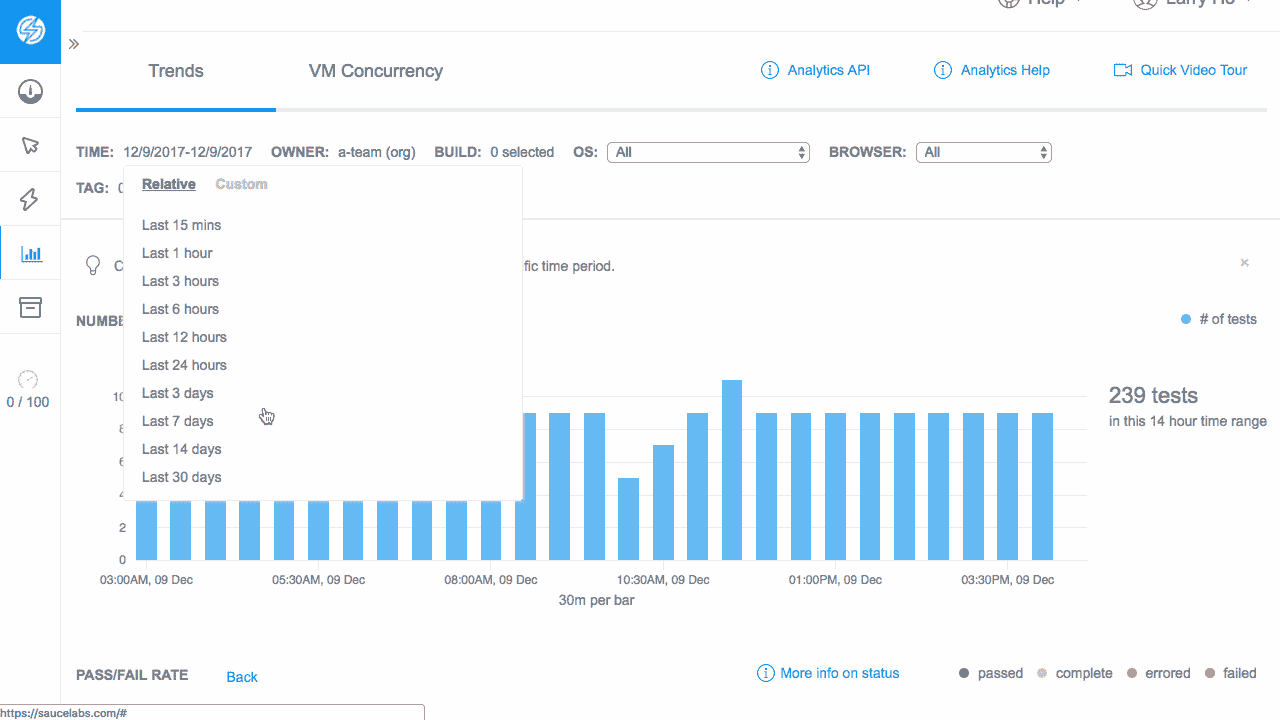 Help
Larry Ho
Trends
VM Concurrency
Analytics API
Analytics Help
Quick Video Tour
TIME: 12/9/2017-12/9/2017 OWNER: a-team (org) BUILD: 0 selected OS: All BROWSER: All
TAG: 0
Relative Custom
Last 15 mins
Last 1 hour
Last 3 hours
Last 6 hours
Last 12 hours
Last 24 hours
Last 3 days
Last 7 days
Last 14 days
Last 30 days
C
fic time period.
×
NUMBE
# of tests
0 / 100
10
8
6
4
2
0
239 tests
in this 14 hour time range
03:00AM, 09 Dec 05:30AM, 09 Dec 08:00AM, 09 Dec 10:30AM, 09 Dec 01:00PM, 09 Dec 03:30PM, 09 Dec
30m per bar
PASS/FAIL RATE Back More info on status passed complete errored failed
https://saucelabs.com/#